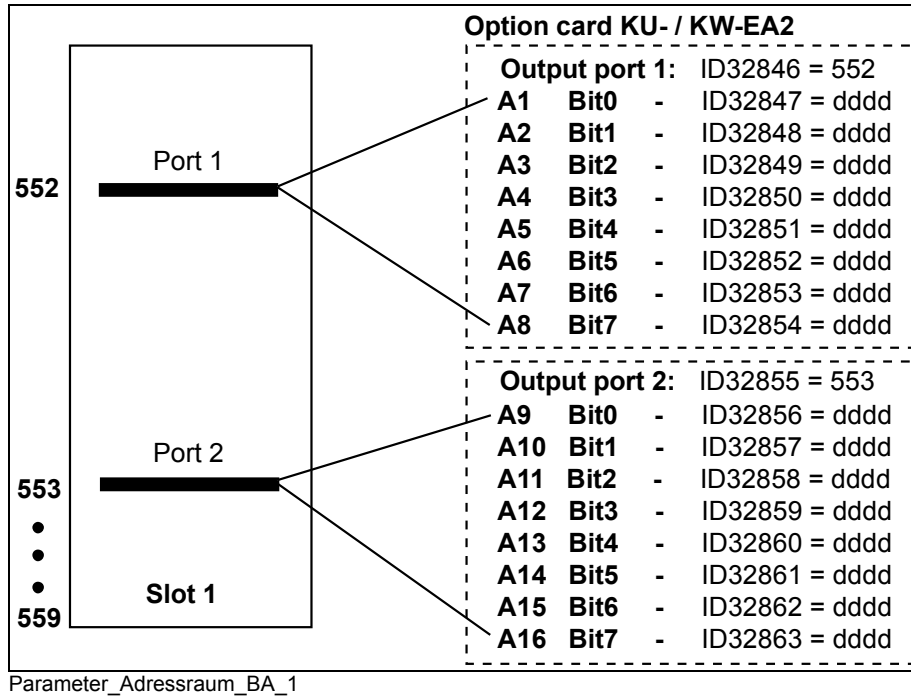 Option card KU- / KW-EA2
Output port 1: ID32846 = 552
A1 Bit0 - ID32847 = dddd
A2 Bit1 - ID32848 = dddd
A3 Bit2 - ID32849 = dddd
A4 Bit3 - ID32850 = dddd
A5 Bit4 - ID32851 = dddd
A6 Bit5 - ID32852 = dddd
A7 Bit6 - ID32853 = dddd
A8 Bit7 - ID32854 = dddd
Port 1
552
Output port 2: ID32855 = 553
A9 Bit0 - ID32856 = dddd
A10 Bit1 - ID32857 = dddd
A11 Bit2 - ID32858 = dddd
A12 Bit3 - ID32859 = dddd
A13 Bit4 - ID32860 = dddd
A14 Bit5 - ID32861 = dddd
A15 Bit6 - ID32862 = dddd
A16 Bit7 - ID32863 = dddd
Port 2
553
Slot 1
559
Parameter_Adressraum_BA_1